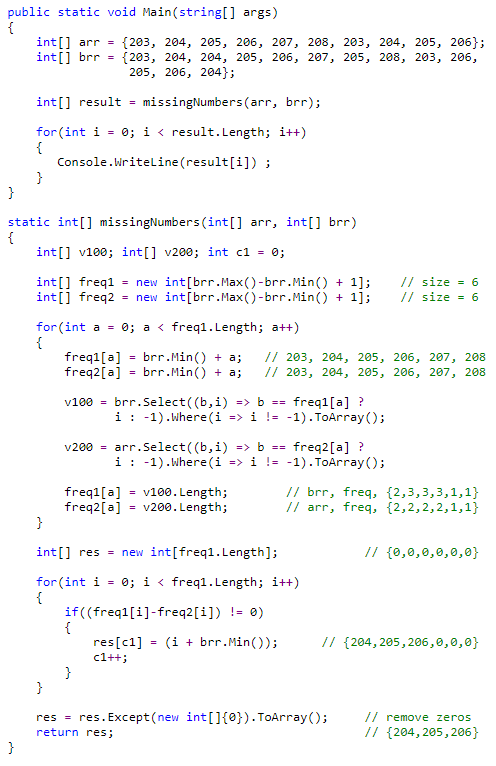 public static void Main(string[] args)
{
    int[] arr = {203, 204, 205, 206, 207, 208, 203, 204, 205, 206};
    int[] brr = {203, 204, 204, 205, 206, 207, 205, 208, 203, 206,
                 205, 206, 204};

    int[] result = missingNumbers(arr, brr);

    for(int i = 0; i < result.Length; i++)
    {
       Console.WriteLine(result[i]) ;
    }
}

static int[] missingNumbers(int[] arr, int[] brr)
{
    int[] v100; int[] v200; int c1 = 0;

    int[] freq1 = new int[brr.Max()-brr.Min() + 1];    // size = 6
    int[] freq2 = new int[brr.Max()-brr.Min() + 1];    // size = 6

    for(int a = 0; a < freq1.Length; a++)
    {
        freq1[a] = brr.Min() + a;   // 203, 204, 205, 206, 207, 208
        freq2[a] = brr.Min() + a;   // 203, 204, 205, 206, 207, 208

        v100 = brr.Select((b,i) => b == freq1[a] ?
               i : -1).Where(i => i != -1).ToArray();

        v200 = arr.Select((b,i) => b == freq2[a] ?
               i : -1).Where(i => i != -1).ToArray();

        freq1[a] = v100.Length;        // brr, freq, {2,3,3,3,1,1}
        freq2[a] = v200.Length;        // arr, freq, {2,2,2,2,1,1}
    }

    int[] res = new int[freq1.Length];            // {0,0,0,0,0,0}

    for(int i = 0; i < freq1.Length; i++)
    {
        if((freq1[i]-freq2[i]) != 0)
        {
            res[c1] = (i + brr.Min());      // {204,205,206,0,0,0}
            c1++;
        }
    }

    res = res.Except(new int[]{0}).ToArray();     // remove zeros
    return res;                                   // {204,205,206}
}